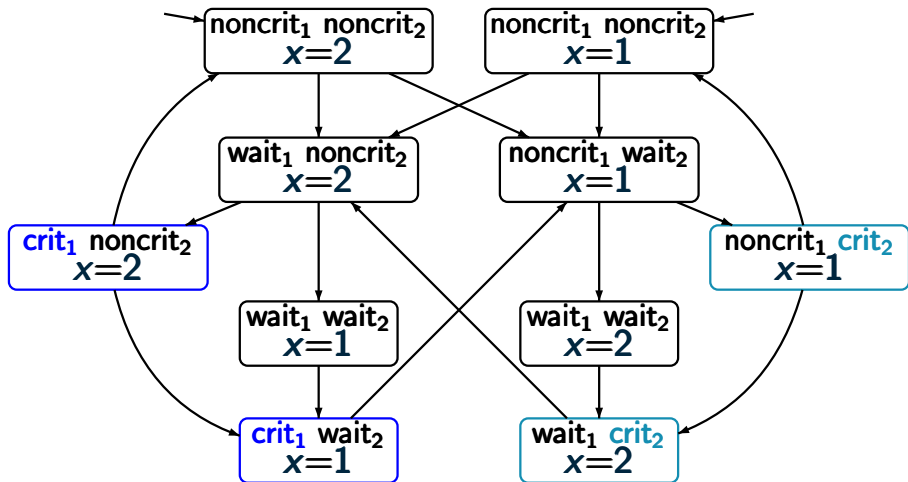 noncrit₁ noncrit₂
x=2
noncrit₁ noncrit₂
x=1
wait₁ noncrit₂
x=2
noncrit₁ wait₂
x=1
crit₁ noncrit₂
x=2
noncrit₁ crit₂
x=1
wait₁ wait₂
x=1
wait₁ wait₂
x=2
crit₁ wait₂
x=1
wait₁ crit₂
x=2